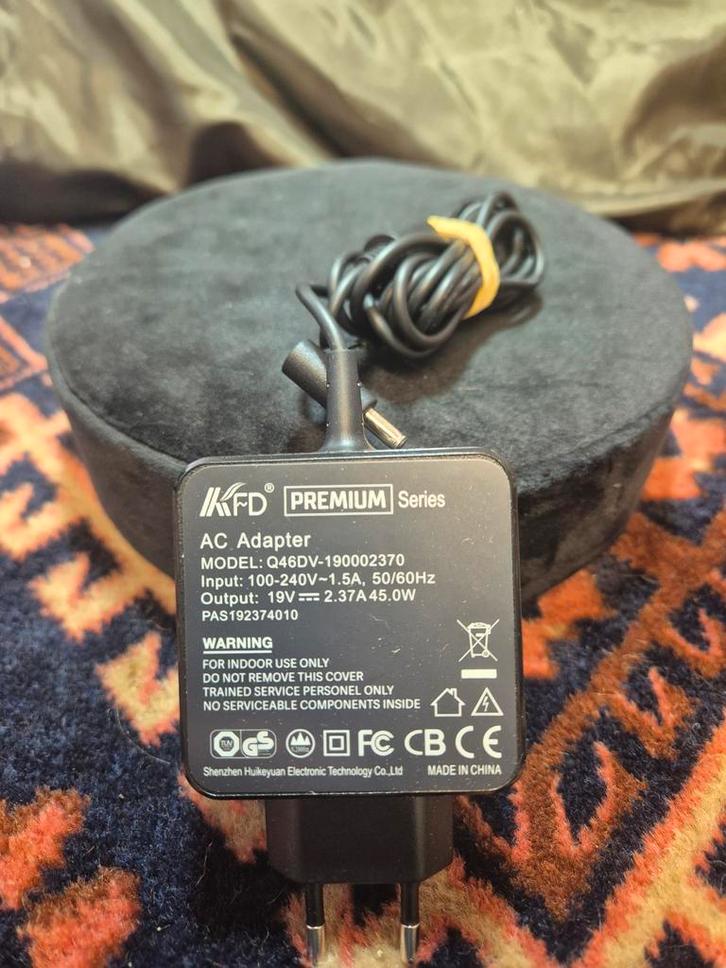 KFD® PREMIUM Series
AC Adapter
MODEL: Q46DV-190002370
Input: 100-240V~1.5A, 50/60Hz
Output: 19V⎓2.37A 45.0W
PAS192374010
WARNING
FOR INDOOR USE ONLY
DO NOT REMOVE THIS COVER
TRAINED SERVICE PERSONEL ONLY
NO SERVICEABLE COMPONENTS INSIDE
TUV GS FC CB CE
Shenzhen Huikeyuan Electronic Technology Co.,Ltd MADE IN CHINA